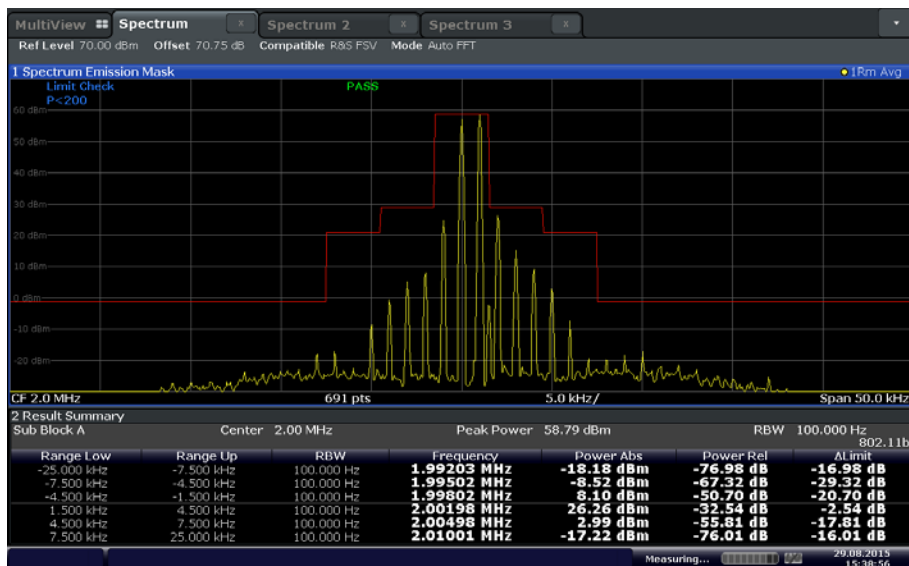 MultiView Spectrum x Spectrum 2 x Spectrum 3 x
Ref Level 70.00 dBm Offset 70.75 dB Compatible R&S FSV Mode Auto FFT
1 Spectrum Emission Mask 1Rm Avg
Limit Check PASS
P<200
60 dBm
50 dBm
40 dBm
30 dBm
20 dBm
10 dBm
0 dBm
-10 dBm
-20 dBm
CF 2.0 MHz 691 pts 5.0 kHz/ Span 50.0 kHz
2 Result Summary
Sub Block A Center 2.00 MHz Peak Power 58.79 dBm RBW 100.000 Hz
802.11b
Range Low Range Up RBW Frequency Power Abs Power Rel ΔLimit
-25.000 kHz -7.500 kHz 100.000 Hz 1.99203 MHz -18.18 dBm -76.98 dB -16.98 dB
-7.500 kHz -4.500 kHz 100.000 Hz 1.99502 MHz -8.52 dBm -67.32 dB -29.32 dB
-4.500 kHz -1.500 kHz 100.000 Hz 1.99802 MHz 8.10 dBm -50.70 dB -20.70 dB
1.500 kHz 4.500 kHz 100.000 Hz 2.00198 MHz 26.26 dBm -32.54 dB -2.54 dB
4.500 kHz 7.500 kHz 100.000 Hz 2.00498 MHz 2.99 dBm -55.81 dB -17.81 dB
7.500 kHz 25.000 kHz 100.000 Hz 2.01001 MHz -17.22 dBm -76.01 dB -16.01 dB
Measuring... 29.08.2015
15:38:56